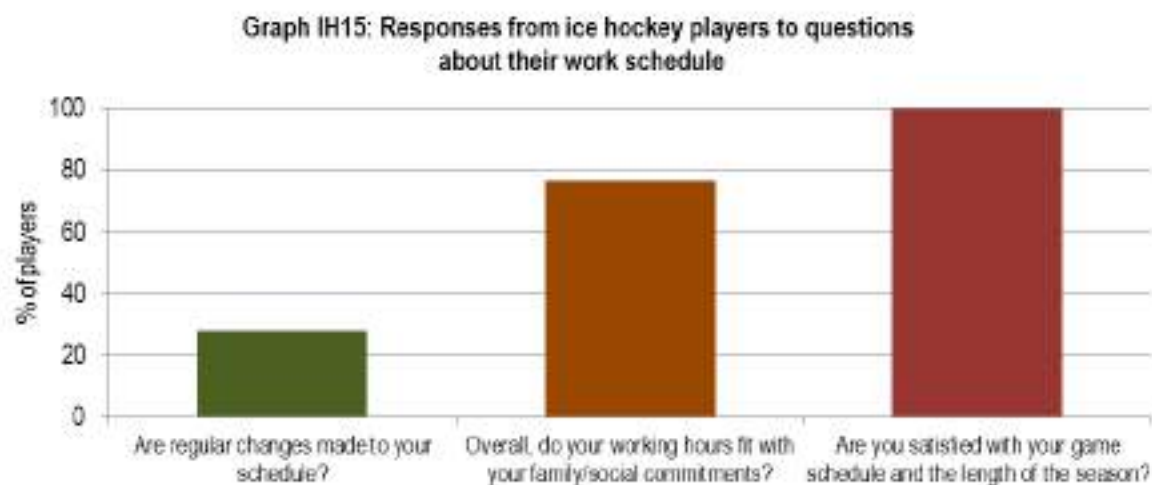 Graph IH15: Responses from ice hockey players to questions
about their work schedule
% of players
100
80
60
40
20
0
Are regular changes made to your
schedule?
Overall, do your working hours fit with
your family/social commitments?
Are you satisfied with your game
schedule and the length of the season?